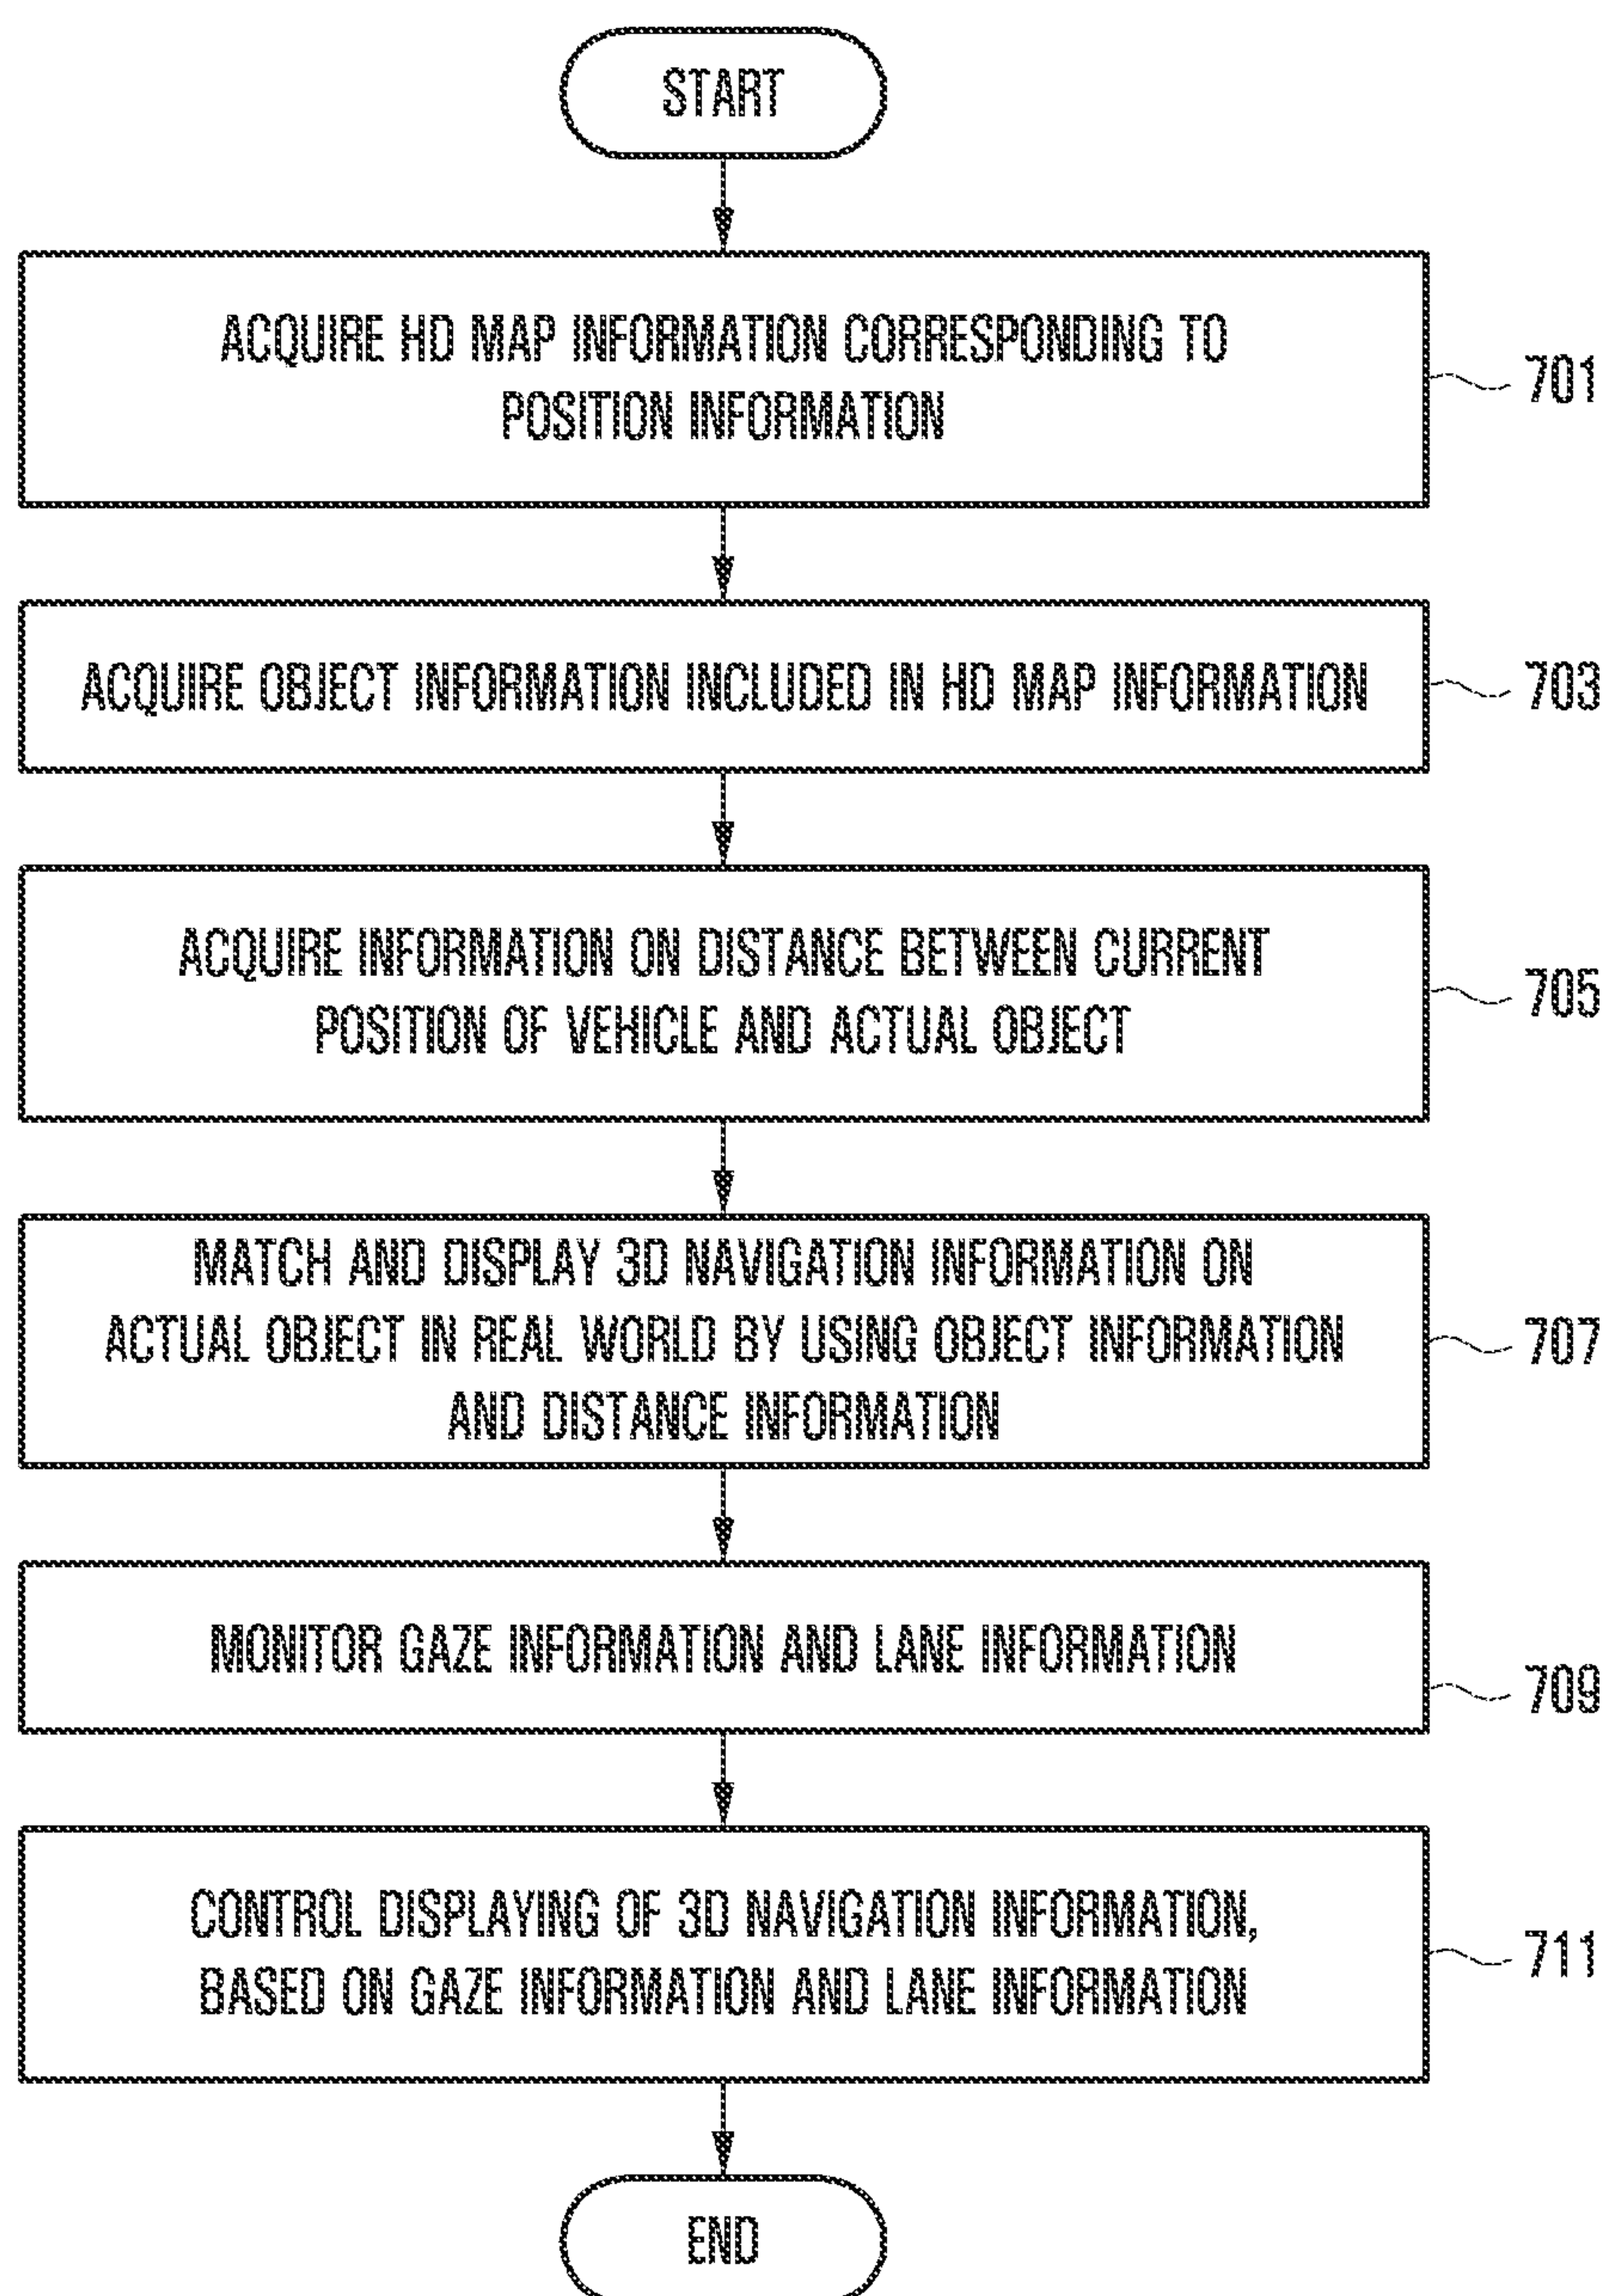 START
ACQUIRE HD MAP INFORMATION CORRESPONDING TO
POSITION INFORMATION
701
ACQUIRE OBJECT INFORMATION INCLUDED IN HD MAP INFORMATION
703
ACQUIRE INFORMATION ON DISTANCE BETWEEN CURRENT
POSITION OF VEHICLE AND ACTUAL OBJECT
705
MATCH AND DISPLAY 3D NAVIGATION INFORMATION ON
ACTUAL OBJECT IN REAL WORLD BY USING OBJECT INFORMATION
AND DISTANCE INFORMATION
707
MONITOR GAZE INFORMATION AND LANE INFORMATION
709
CONTROL DISPLAYING OF 3D NAVIGATION INFORMATION,
BASED ON GAZE INFORMATION AND LANE INFORMATION
711
END